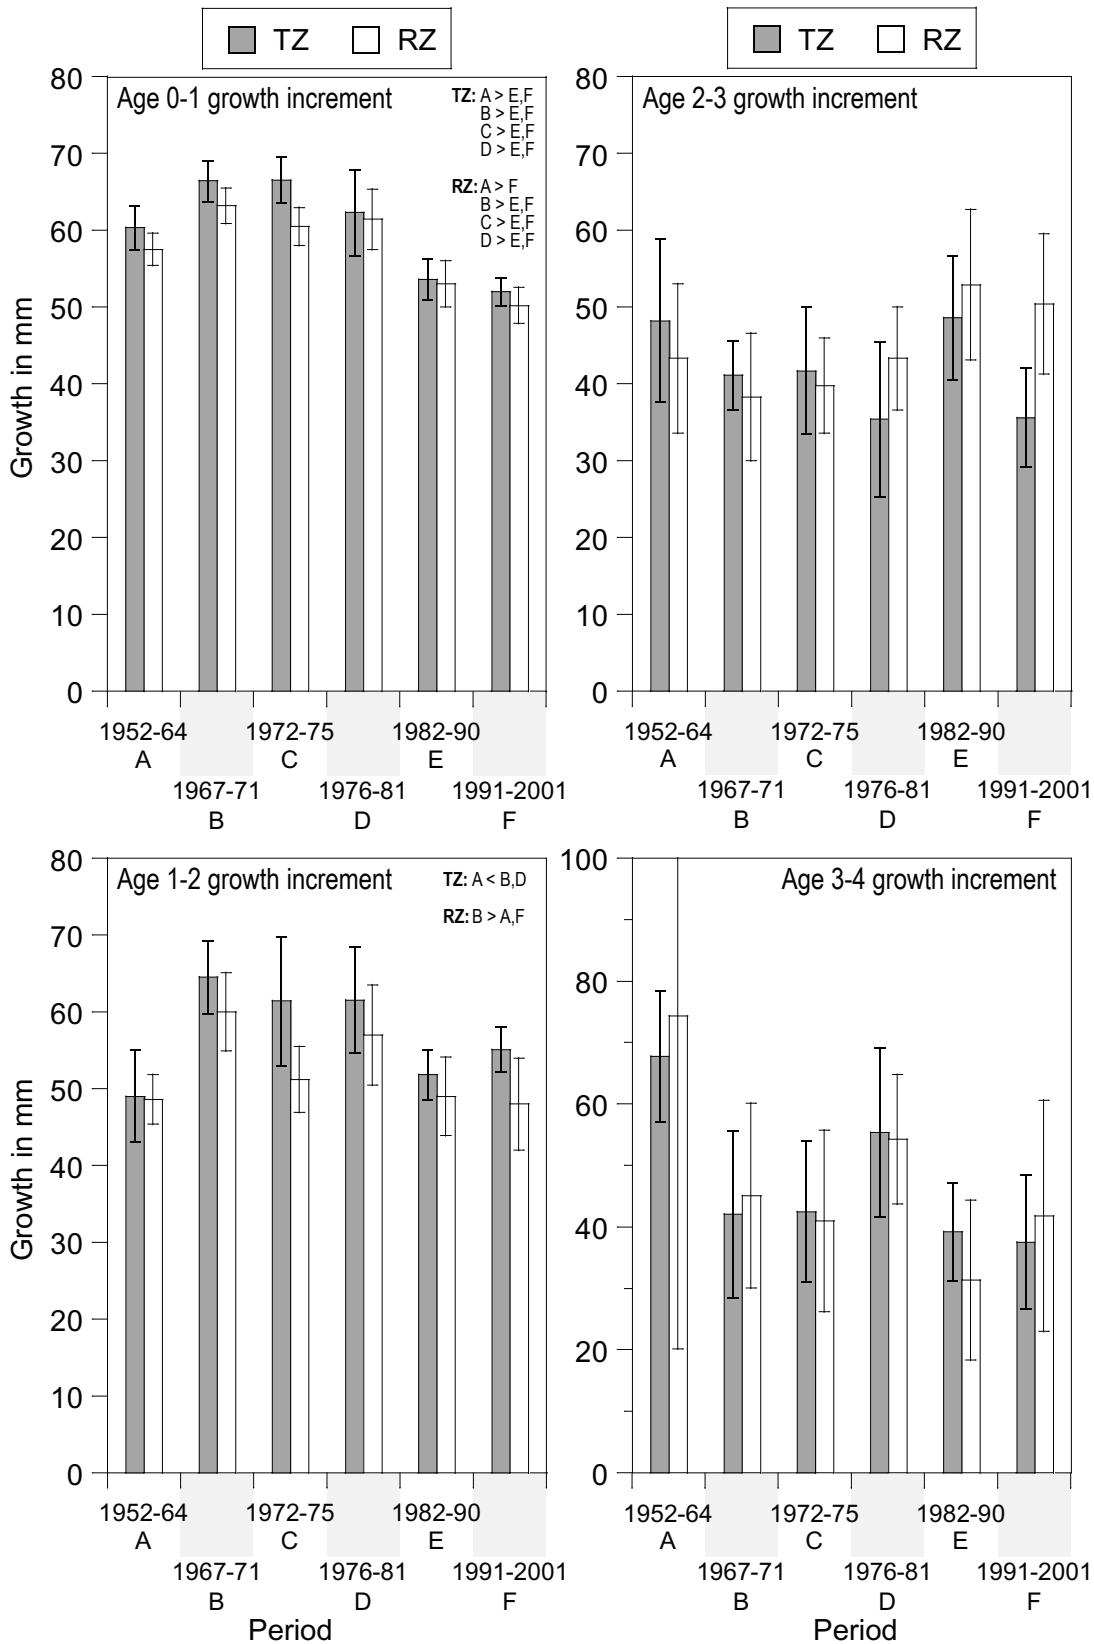 TZ RZ
Age 0-1 growth increment
TZ: A > E,F
B > E,F
C > E,F
D > E,F
RZ: A > F
B > E,F
C > E,F
D > E,F
Growth in mm
80
70
60
50
40
30
20
10
0
1952-64 1972-75 1982-90
A C E
1967-71 1976-81 1991-2001
B D F
TZ RZ
Age 2-3 growth increment
80
70
60
50
40
30
20
10
0
1952-64 1972-75 1982-90
A C E
1967-71 1976-81 1991-2001
B D F
Age 1-2 growth increment
TZ: A < B,D
RZ: B > A,F
Growth in mm
80
70
60
50
40
30
20
10
0
1952-64 1972-75 1982-90
A C E
1967-71 1976-81 1991-2001
B D F
Period
Age 3-4 growth increment
100
80
60
40
20
0
1952-64 1972-75 1982-90
A C E
1967-71 1976-81 1991-2001
B D F
Period